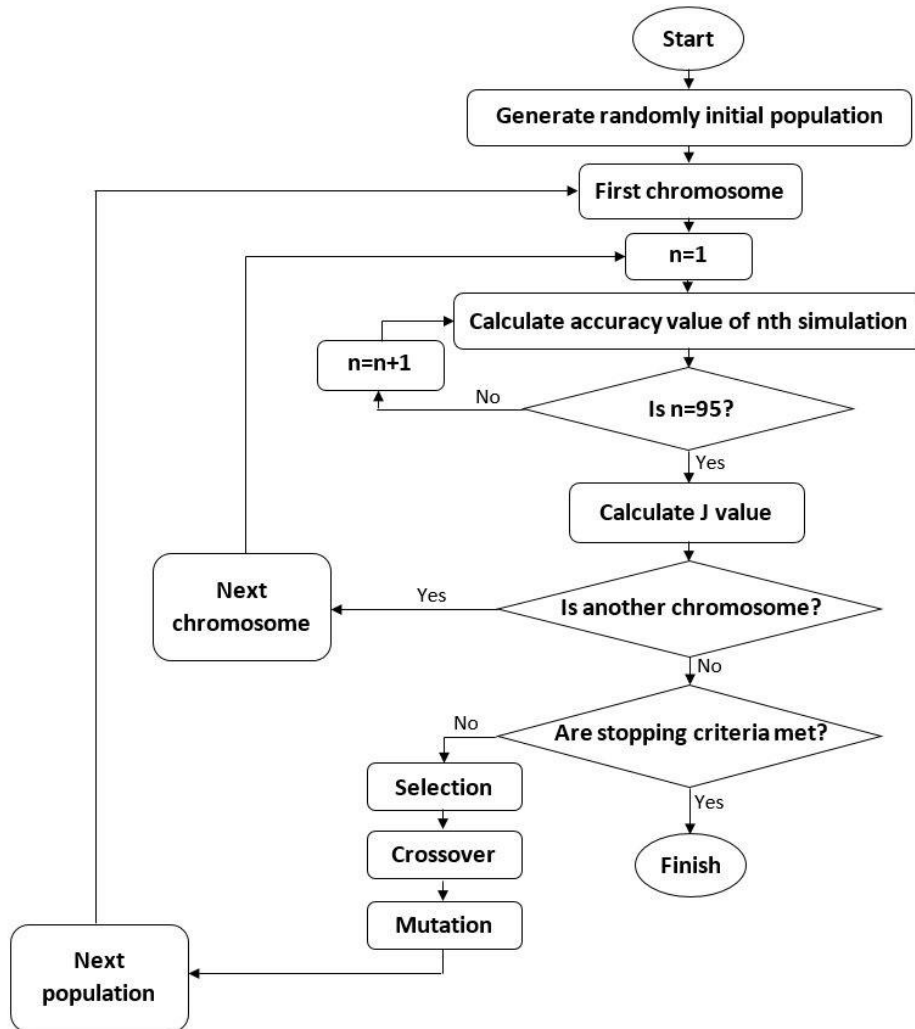 Start
Generate randomly initial population
First chromosome
n=1
Calculate accuracy value of nth simulation
n=n+1
No
Is n=95?
Yes
Calculate J value
Next
chromosome
Yes
Is another chromosome?
No
No
Are stopping criteria met?
Selection
Yes
Crossover
Finish
Mutation
Next
population